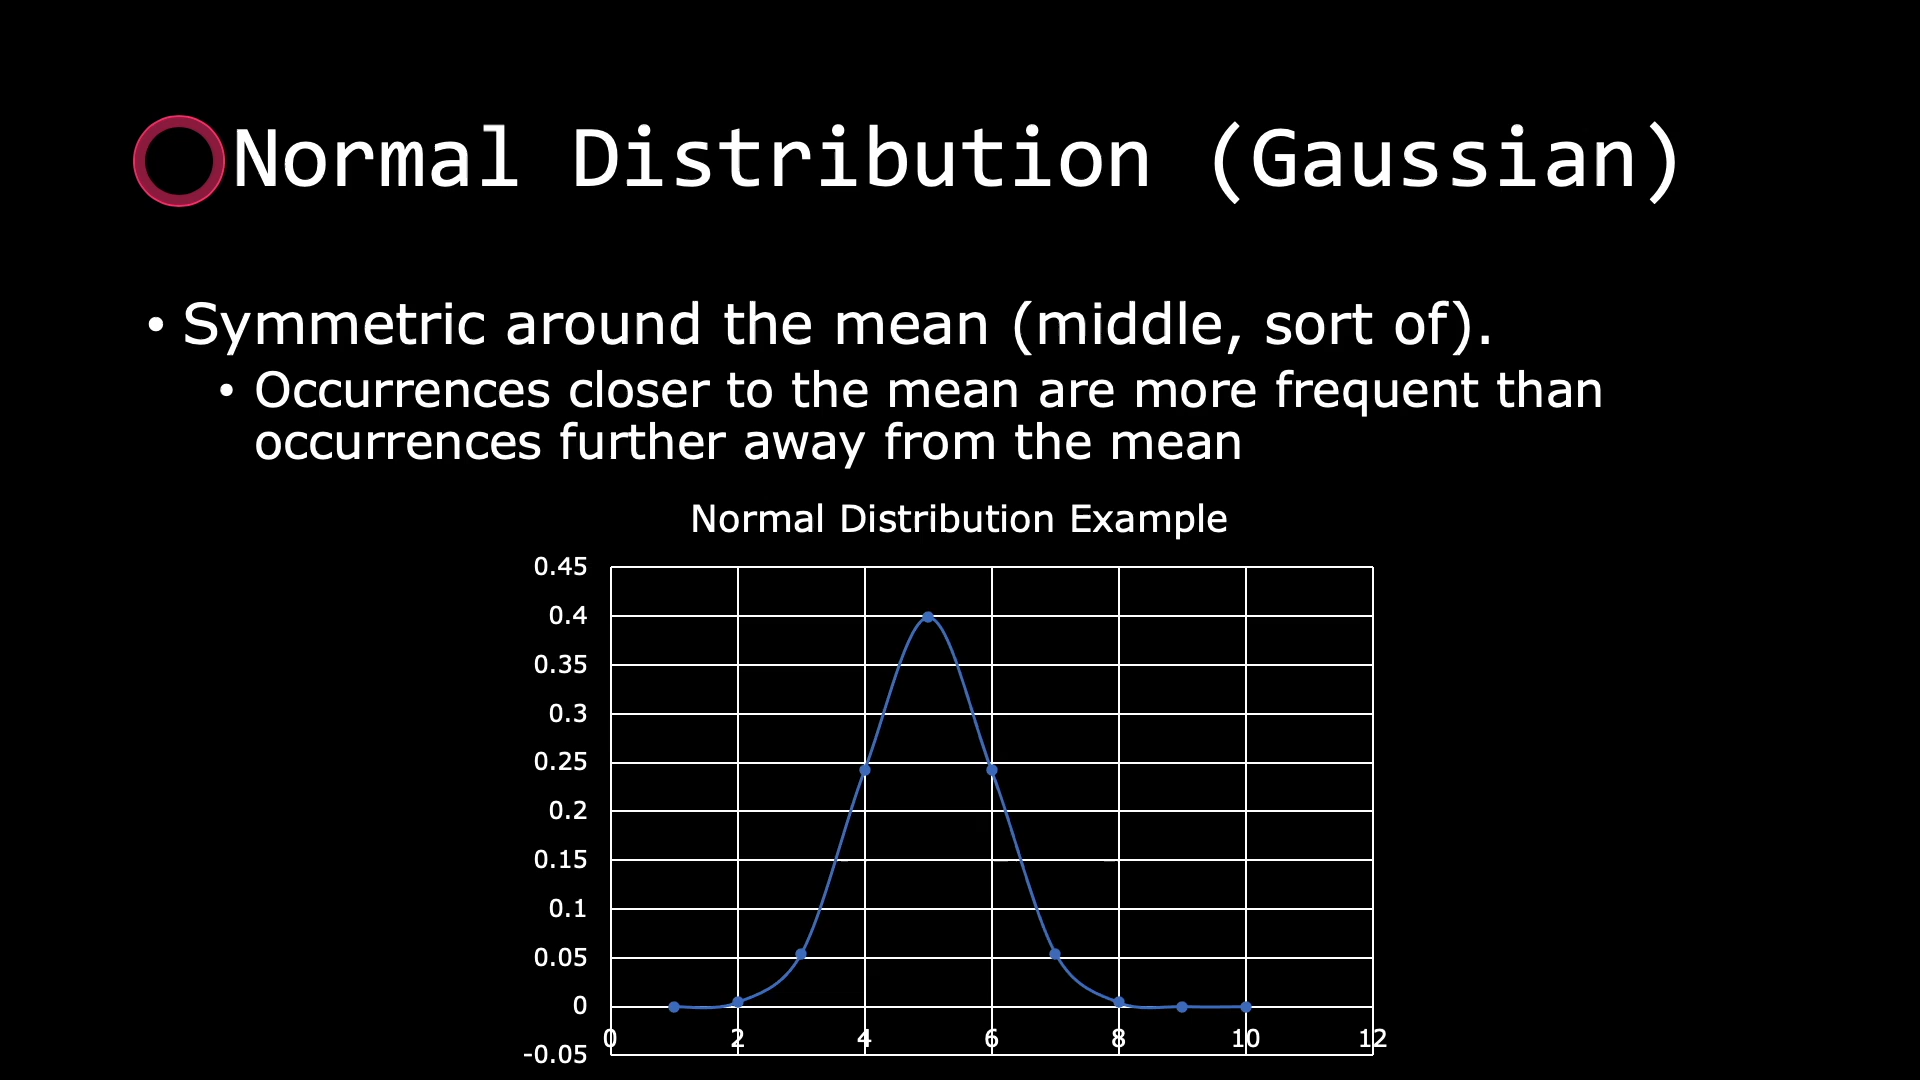 Normal Distribution (Gaussian)
• Symmetric around the mean (middle, sort of).
• Occurrences closer to the mean are more frequent than
occurrences further away from the mean
Normal Distribution Example
0.45
0.4
0.35
0.3
0.25
0.2
0.15
0.1
0.05
0
-0.05
0 2 4 6 8 10 12